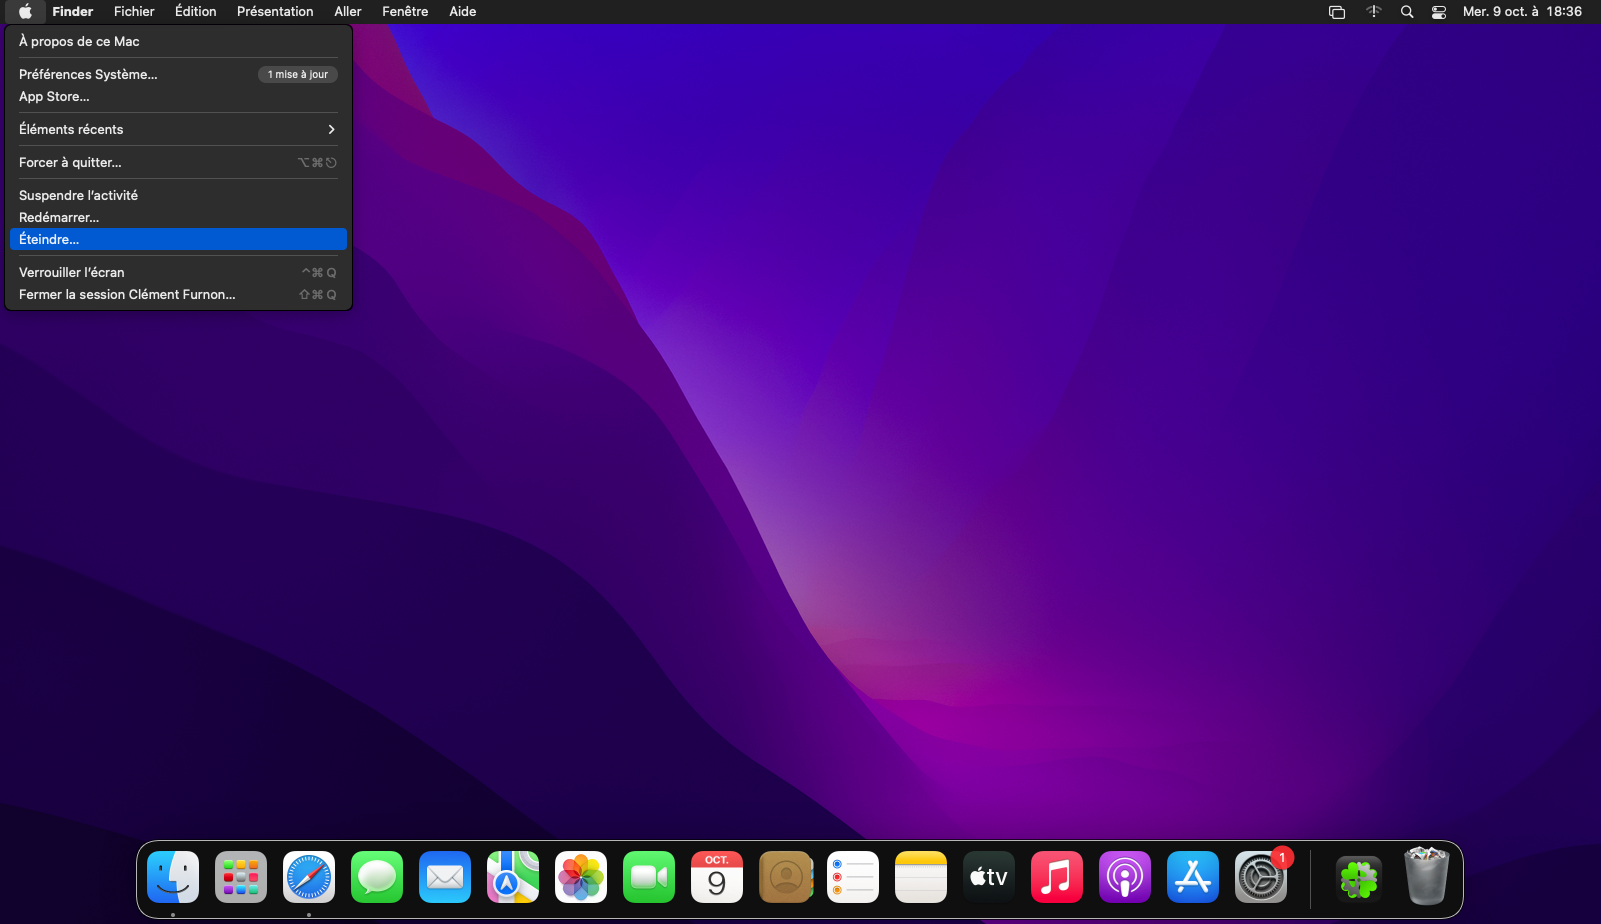 Finder Fichier Édition Présentation Aller Fenêtre Aide Mer. 9 oct. à 18:36
À propos de ce Mac
Préférences Système... 1 mise à jour
App Store...
Éléments récents
Forcer à quitter... ⌥⌘⎋
Suspendre l'activité
Redémarrer...
Éteindre...
Verrouiller l'écran ^⌘Q
Fermer la session Clément Furnon... ⇧⌘Q
OCT.
9
tv
1